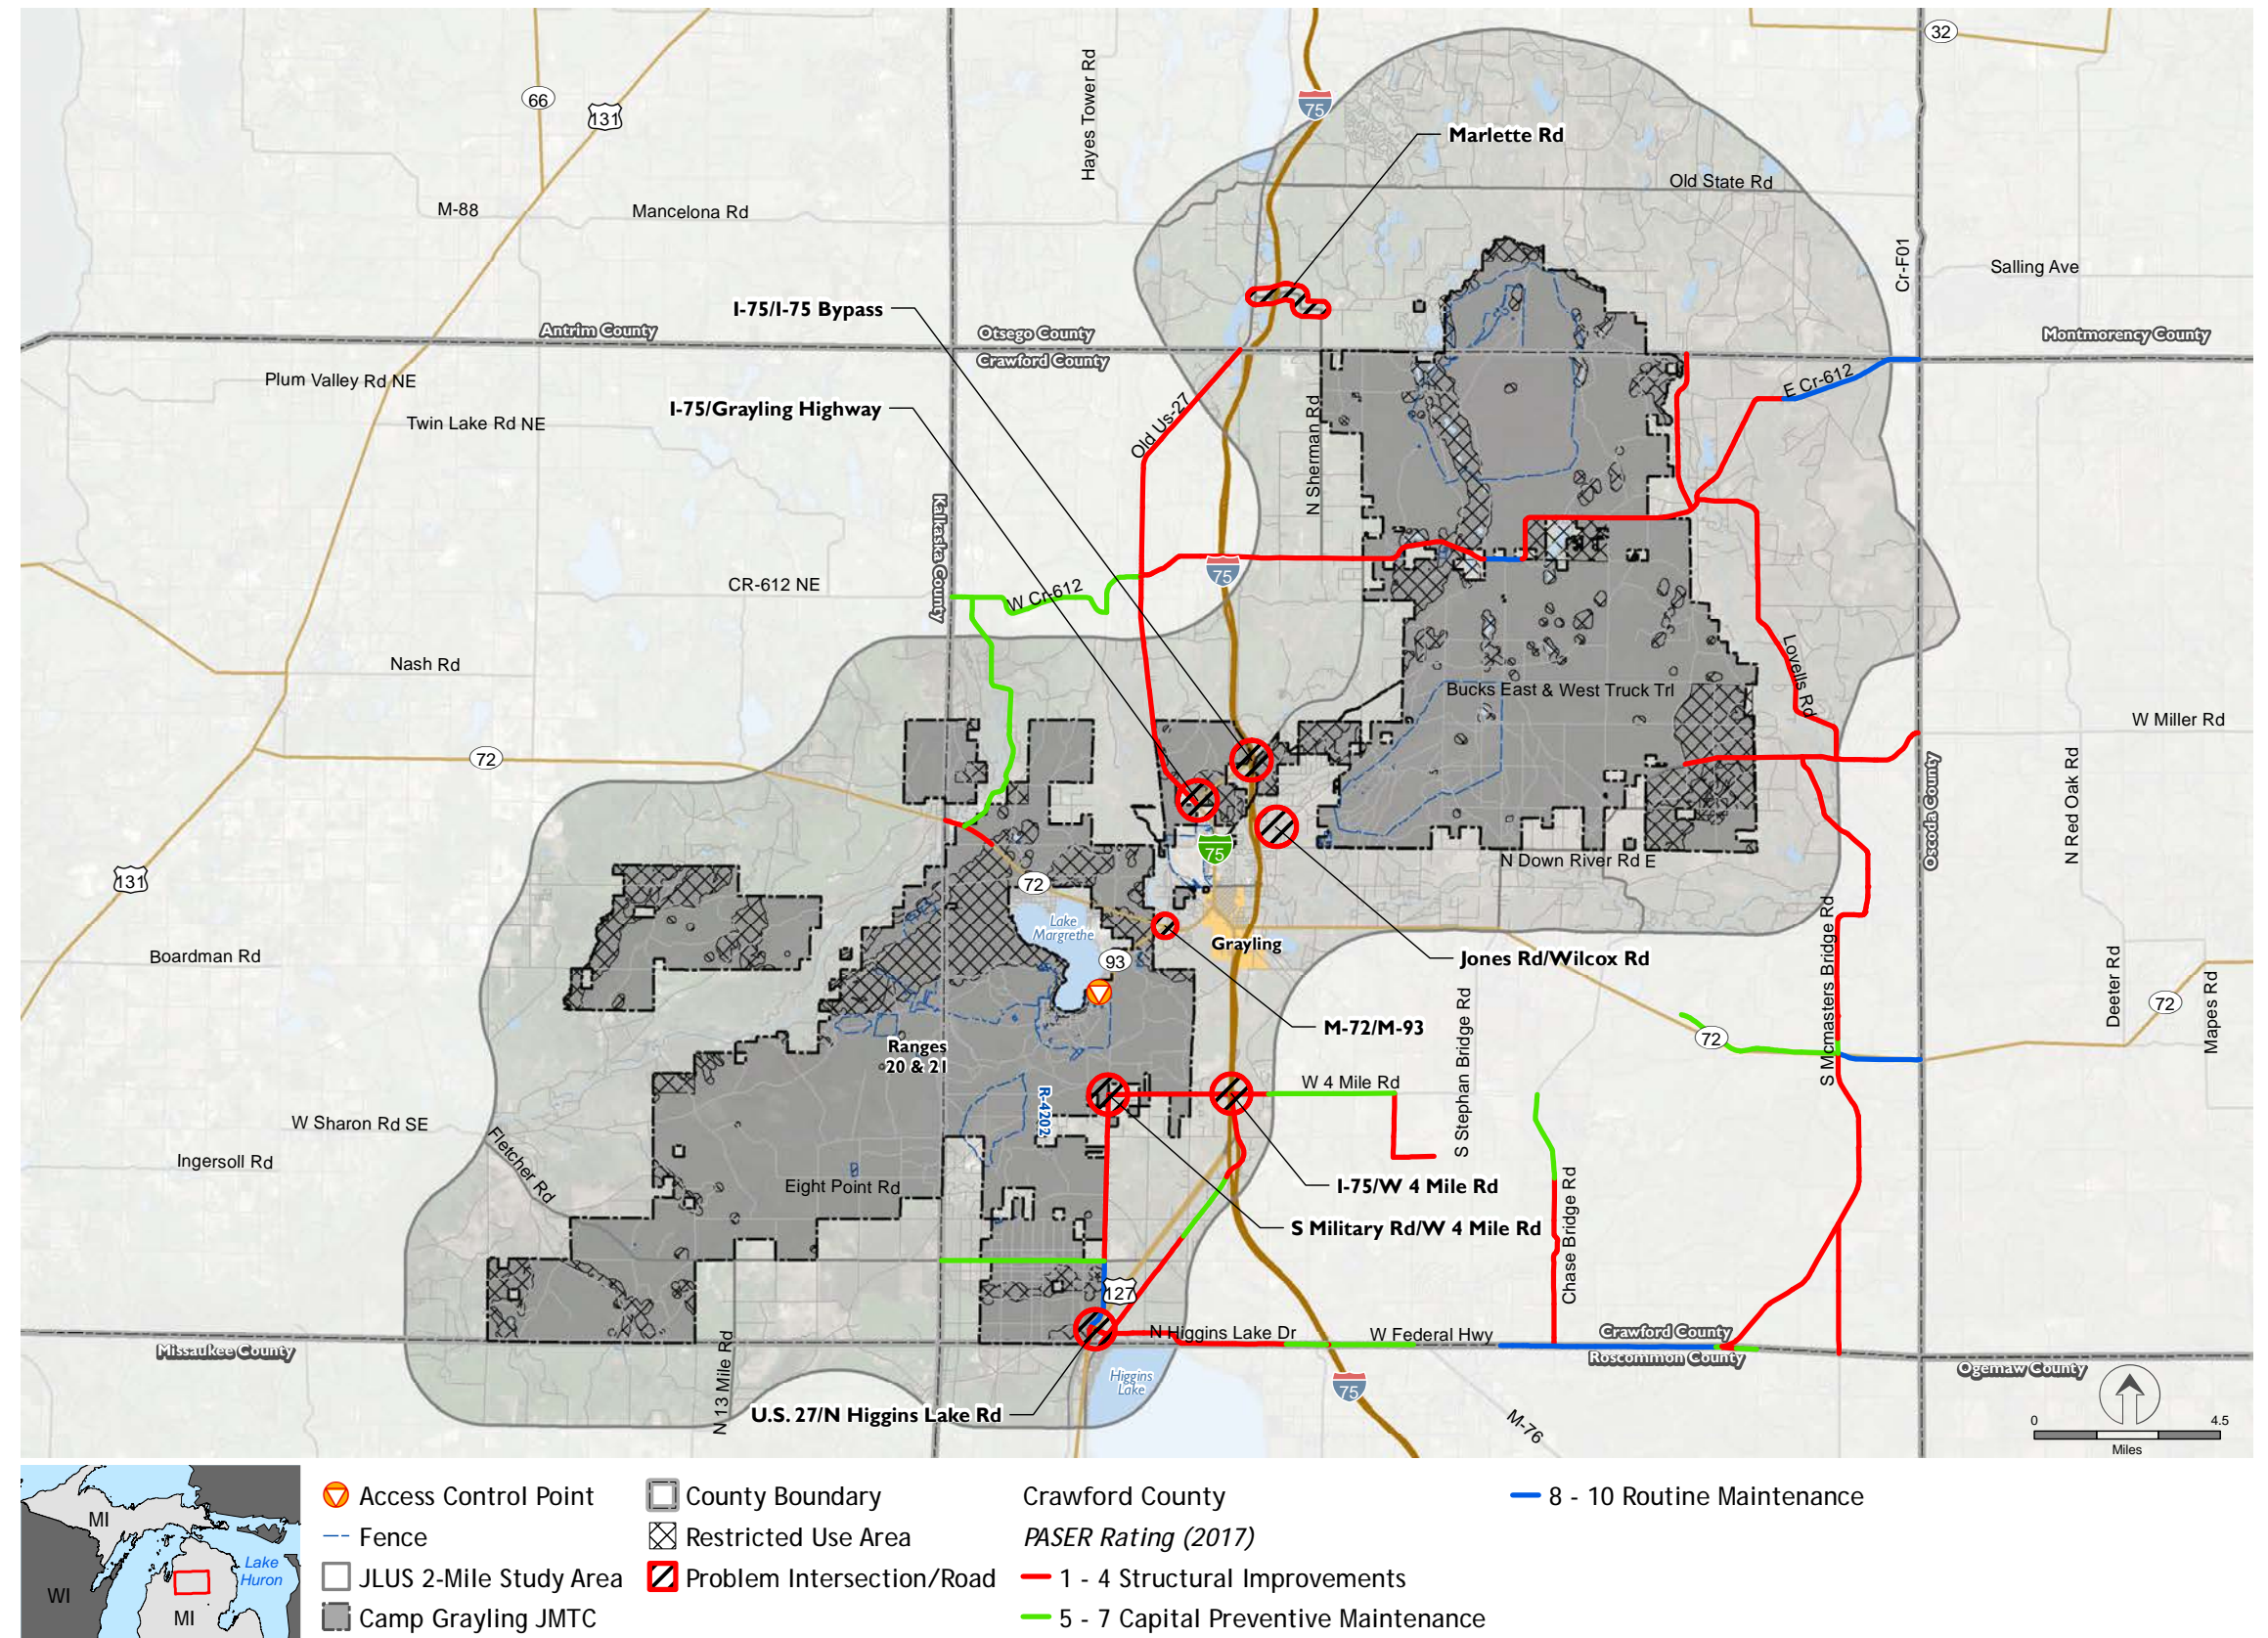 32
Hayes Tower Rd
66
131
75
Marlette Rd
Old State Rd
M-88
Mancelona Rd
Cr-F01
Salling Ave
I-75/I-75 Bypass
Antrim County
Otsego County
Crawford County
Montmorency County
Plum Valley Rd NE
E Cr-612
I-75/Grayling Highway
Twin Lake Rd NE
Old Us-27
N Sherman Rd
Kalkaska County
75
CR-612 NE
W Cr-612
Nash Rd
Lovells Rd
Bucks East & West Truck Trl
W Miller Rd
72
N Red Oak Rd
Oscoda County
75
N Down River Rd E
131
72
Lake
Margrethe
Grayling
Boardman Rd
93
Jones Rd/Wilcox Rd
S Mcmasters Bridge Rd
Deeter Rd
Mapes Rd
72
M-72/M-93
72
S Stephan Bridge Rd
Ranges
20 & 21
R-4202
W 4 Mile Rd
W Sharon Rd SE
Fletcher Rd
Ingersoll Rd
Eight Point Rd
I-75/W 4 Mile Rd
S Military Rd/W 4 Mile Rd
Chase Bridge Rd
127
N Higgins Lake Dr
W Federal Hwy
Crawford County
Roscommon County
Missaukee County
Ogemaw County
N 13 Mile Rd
Higgins
Lake
75
U.S. 27/N Higgins Lake Rd
M-76
0
4.5
Miles
MI
WI
MI
Lake
Huron
Access Control Point
Fence
JLUS 2-Mile Study Area
Camp Grayling JMTC
County Boundary
Restricted Use Area
Problem Intersection/Road
Crawford County
PASER Rating (2017)
1 - 4 Structural Improvements
5 - 7 Capital Preventive Maintenance
8 - 10 Routine Maintenance